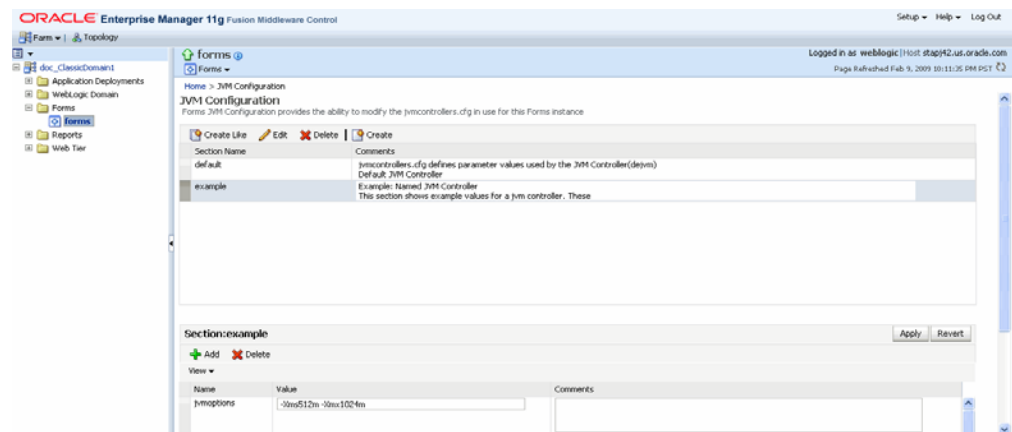 ORACLE Enterprise Manager 11g Fusion Middleware Control
Setup Help Log Out
Farm Topology
doc_ClassicDomain1
Application Deployments
WebLogic Domain
Forms
forms
Reports
Web Tier
forms
Logged in as weblogic|Host stapj42.us.oracle.com
Forms
Page Refreshed Feb 9, 2009 10:11:35 PM PST
Home > JVM Configuration
JVM Configuration
Forms JVM Configuration provides the ability to modify the jvmcontrollers.cfg in use for this Forms instance
Create Like Edit Delete Create
Section Name Comments
default jvmcontrollers.cfg defines parameter values used by the JVM Controller(dejvm)
Default JVM Controller
example Example: Named JVM Controller
This section shows example values for a jvm controller. These
Section:example
Apply Revert
Add Delete
View
Name Value Comments
jvmoptions -Xms512m -Xmx1024m